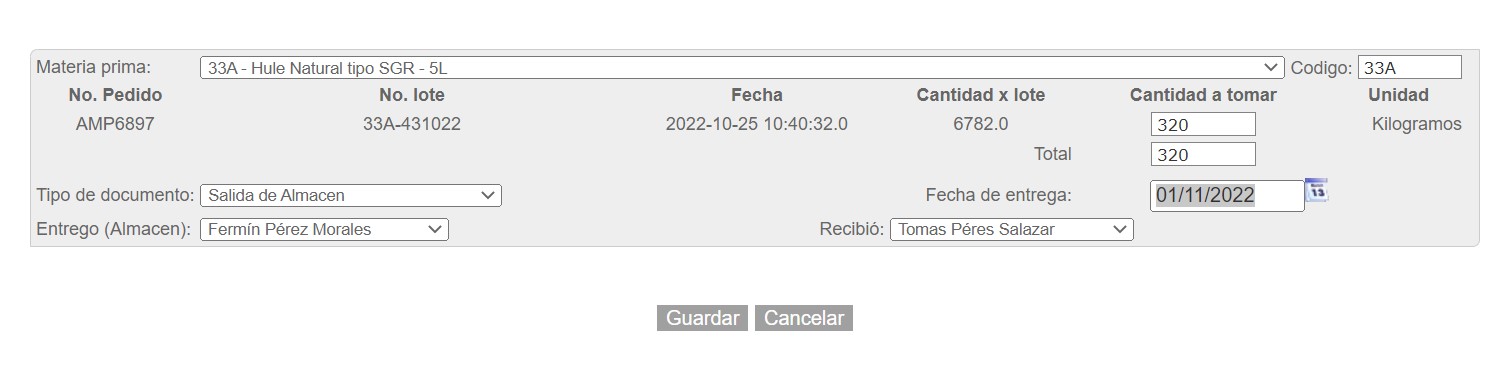 Materia prima: 33A - Hule Natural tipo SGR - 5L Codigo: 33A
No. Pedido No. lote Fecha Cantidad x lote Cantidad a tomar Unidad
AMP6897 33A-431022 2022-10-25 10:40:32.0 6782.0 320 Kilogramos
Total 320
Tipo de documento: Salida de Almacen Fecha de entrega: 01/11/2022 13
Entrego (Almacen): Fermín Pérez Morales Recibió: Tomas Péres Salazar
Guardar Cancelar